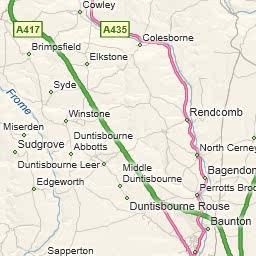 Cowley
A417
A435
Colesborne
Brimpsfield
Elkstone
Syde
Frome
Winstone
Rendcomb
Miserden
Duntisbourne
Abbotts
Sudgrove
North Cerney
Duntisbourne Leer
Middle
Duntisbourne
Bagendon
Edgeworth
Perrotts Bro
Duntisbourne Rouse
Baunton
Sapperton